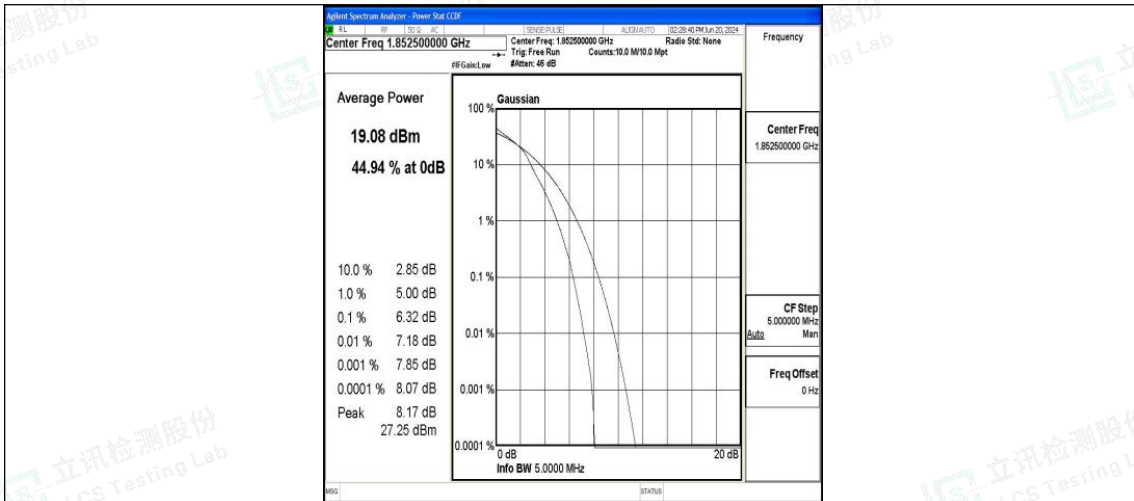 Agilent Spectrum Analyzer - Power Stat CCDF
RL RF 50 Ω AC SENSE:PULSE ALIGN AUTO 02:28:40 PM Jun 20, 2024
Center Freq 1.852500000 GHz
Center Freq: 1.852500000 GHz Radio Std: None
Trig: Free Run Counts:10.0 M/10.0 Mpt
#IFGain:Low #Atten: 46 dB
Frequency
Average Power
19.08 dBm
44.94 % at 0dB
10.0 % 2.85 dB
1.0 % 5.00 dB
0.1 % 6.32 dB
0.01 % 7.18 dB
0.001 % 7.85 dB
0.0001 % 8.07 dB
Peak 8.17 dB
27.25 dBm
Gaussian
100 %
10 %
1 %
0.1 %
0.01 %
0.001 %
0.0001 %
0 dB 20 dB
Info BW 5.0000 MHz
Center Freq
1.852500000 GHz
CF Step
5.000000 MHz
Auto Man
Freq Offset
0 Hz
MSG STATUS
立讯检测股份
LCS Testing Lab